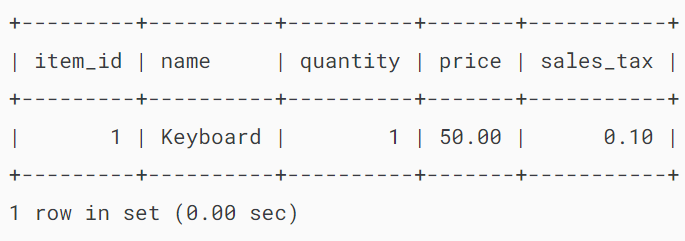 +---------+----------+----------+-------+-----------+
| item_id | name     | quantity | price | sales_tax |
+---------+----------+----------+-------+-----------+
|       1 | Keyboard |        1 | 50.00 |      0.10 |
+---------+----------+----------+-------+-----------+
1 row in set (0.00 sec)